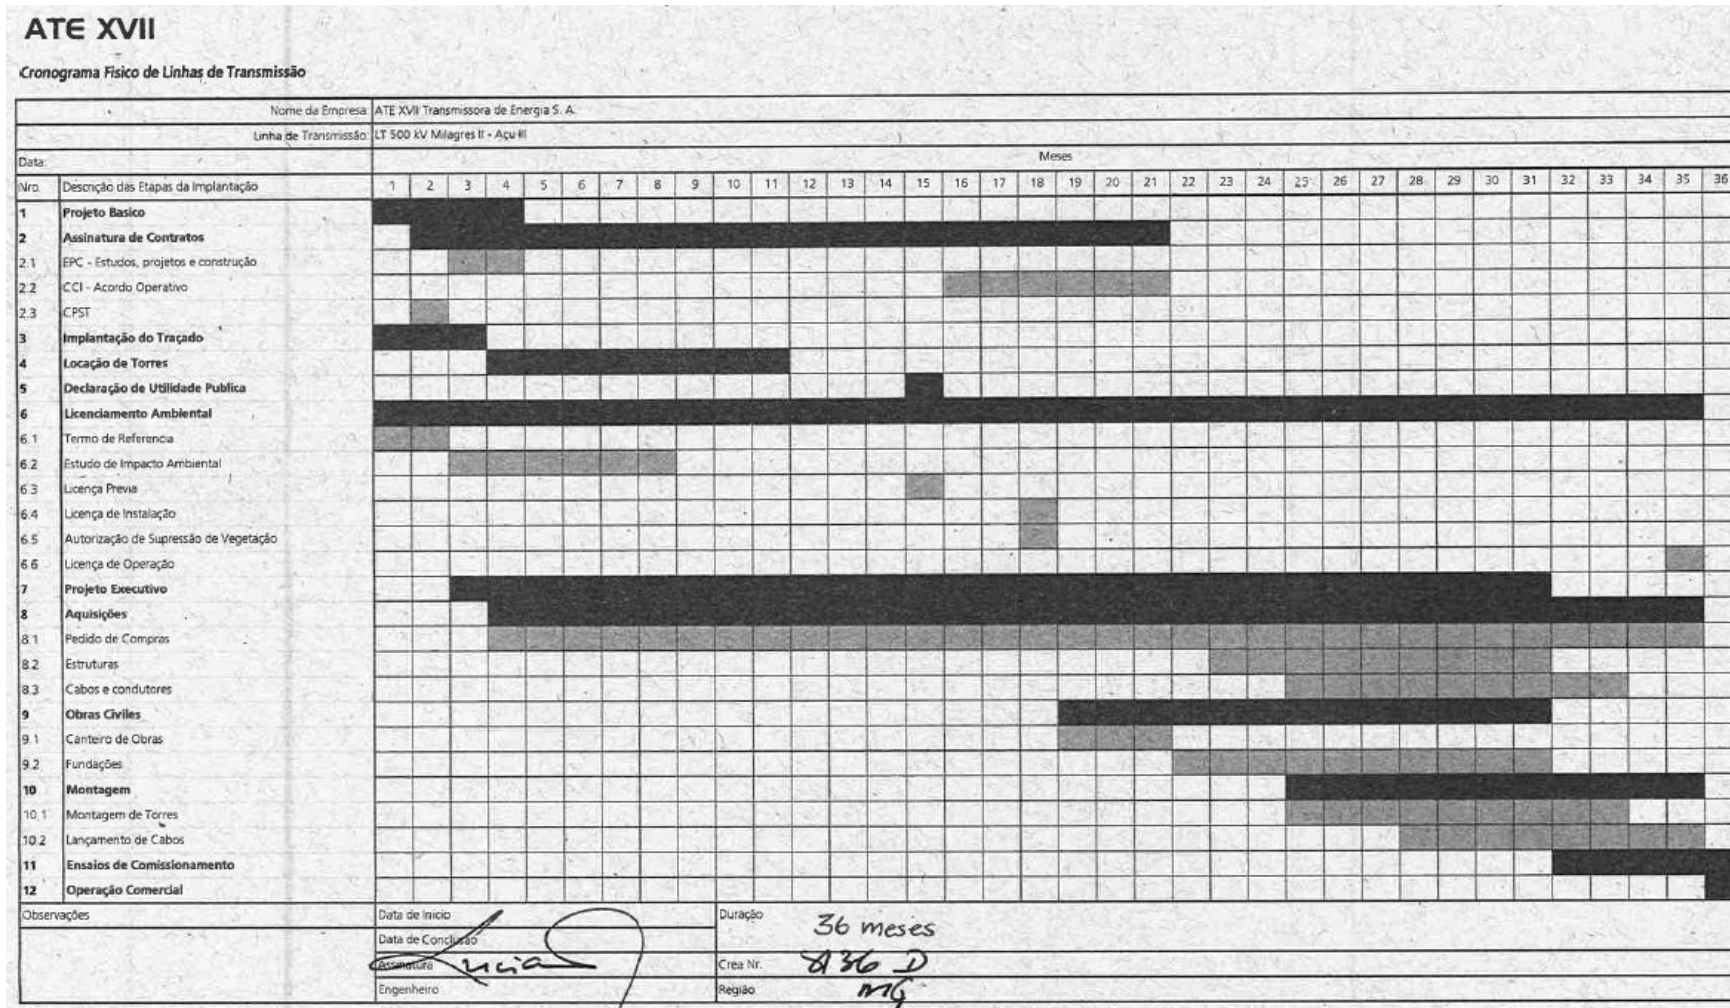 ATE XVII
Cronograma Fisico de Linhas de Transmissão
Nome da Empresa: ATE XVII Transmissora de Energia S. A.
Linha de Transmissão: LT 500 kV Milagres II - Açu III
Data: Meses
Nro. Descrição das Etapas da Implantação 1 2 3 4 5 6 7 8 9 10 11 12 13 14 15 16 17 18 19 20 21 22 23 24 25 26 27 28 29 30 31 32 33 34 35 36
1 Projeto Basico
2 Assinatura de Contratos
2.1 EPC - Estudos, projetos e construção
2.2 CCI - Acordo Operativo
2.3 CPST
3 Implantação do Traçado
4 Locação de Torres
5 Declaração de Utilidade Publica
6 Licenciamento Ambiental
6.1 Termo de Referencia
6.2 Estudo de Impacto Ambiental
6.3 Licença Previa
6.4 Licença de Instalação
6.5 Autorização de Supressão de Vegetação
6.6 Licença de Operação
7 Projeto Executivo
8 Aquisições
8.1 Pedido de Compras
8.2 Estruturas
8.3 Cabos e condutores
9 Obras Civiles
9.1 Canteiro de Obras
9.2 Fundações
10 Montagem
10.1 Montagem de Torres
10.2 Lançamento de Cabos
11 Ensaios de Comissionamento
12 Operação Comercial
Observações Data de Inicio Duração 36 meses
Data de Conclusão
Assinatura Crea Nr. D
Engenheiro Região MG